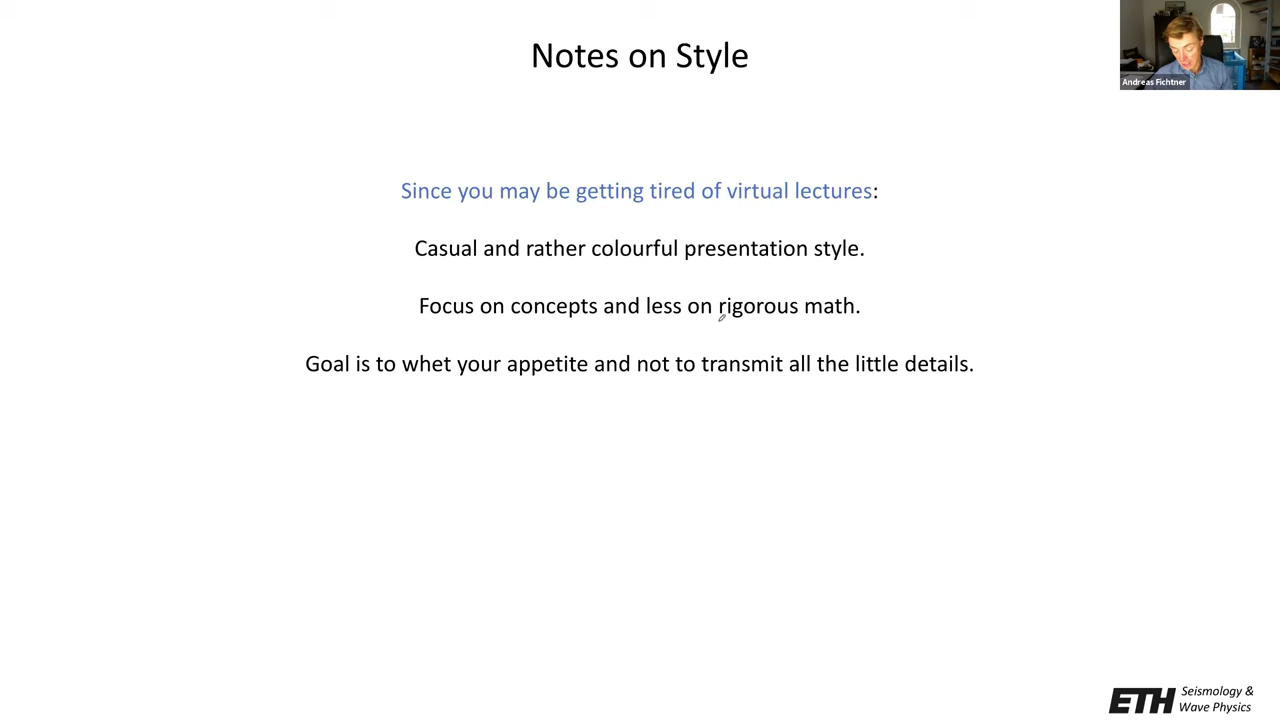 Notes on Style
Andreas Fichtner
Since you may be getting tired of virtual lectures:
Casual and rather colourful presentation style.
Focus on concepts and less on rigorous math.
Goal is to whet your appetite and not to transmit all the little details.
ETH
Seismology &
Wave Physics